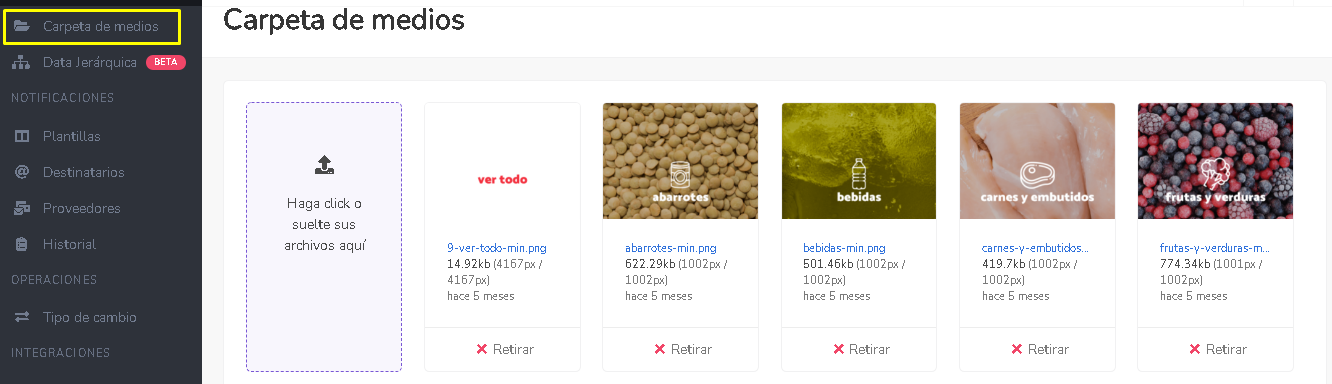 Carpeta de medios
Data Jerárquica BETA
NOTIFICACIONES
Plantillas
Destinatarios
Proveedores
Historial
OPERACIONES
Tipo de cambio
INTEGRACIONES
Carpeta de medios
Haga click o
suelte sus
archivos aquí
ver todo
9-ver-todo-min.png
14.92kb (4167px /
4167px)
hace 5 meses
Retirar
abarrotes
abarrotes-min.png
622.29kb (1002px /
1002px)
hace 5 meses
Retirar
bebidas
bebidas-min.png
501.46kb (1002px /
1002px)
hace 5 meses
Retirar
carnes y embutidos
carnes-y-embutidos...
419.7kb (1002px /
1002px)
hace 5 meses
Retirar
frutas y verduras
frutas-y-verduras-m...
774.34kb (1001px /
1002px)
hace 5 meses
Retirar